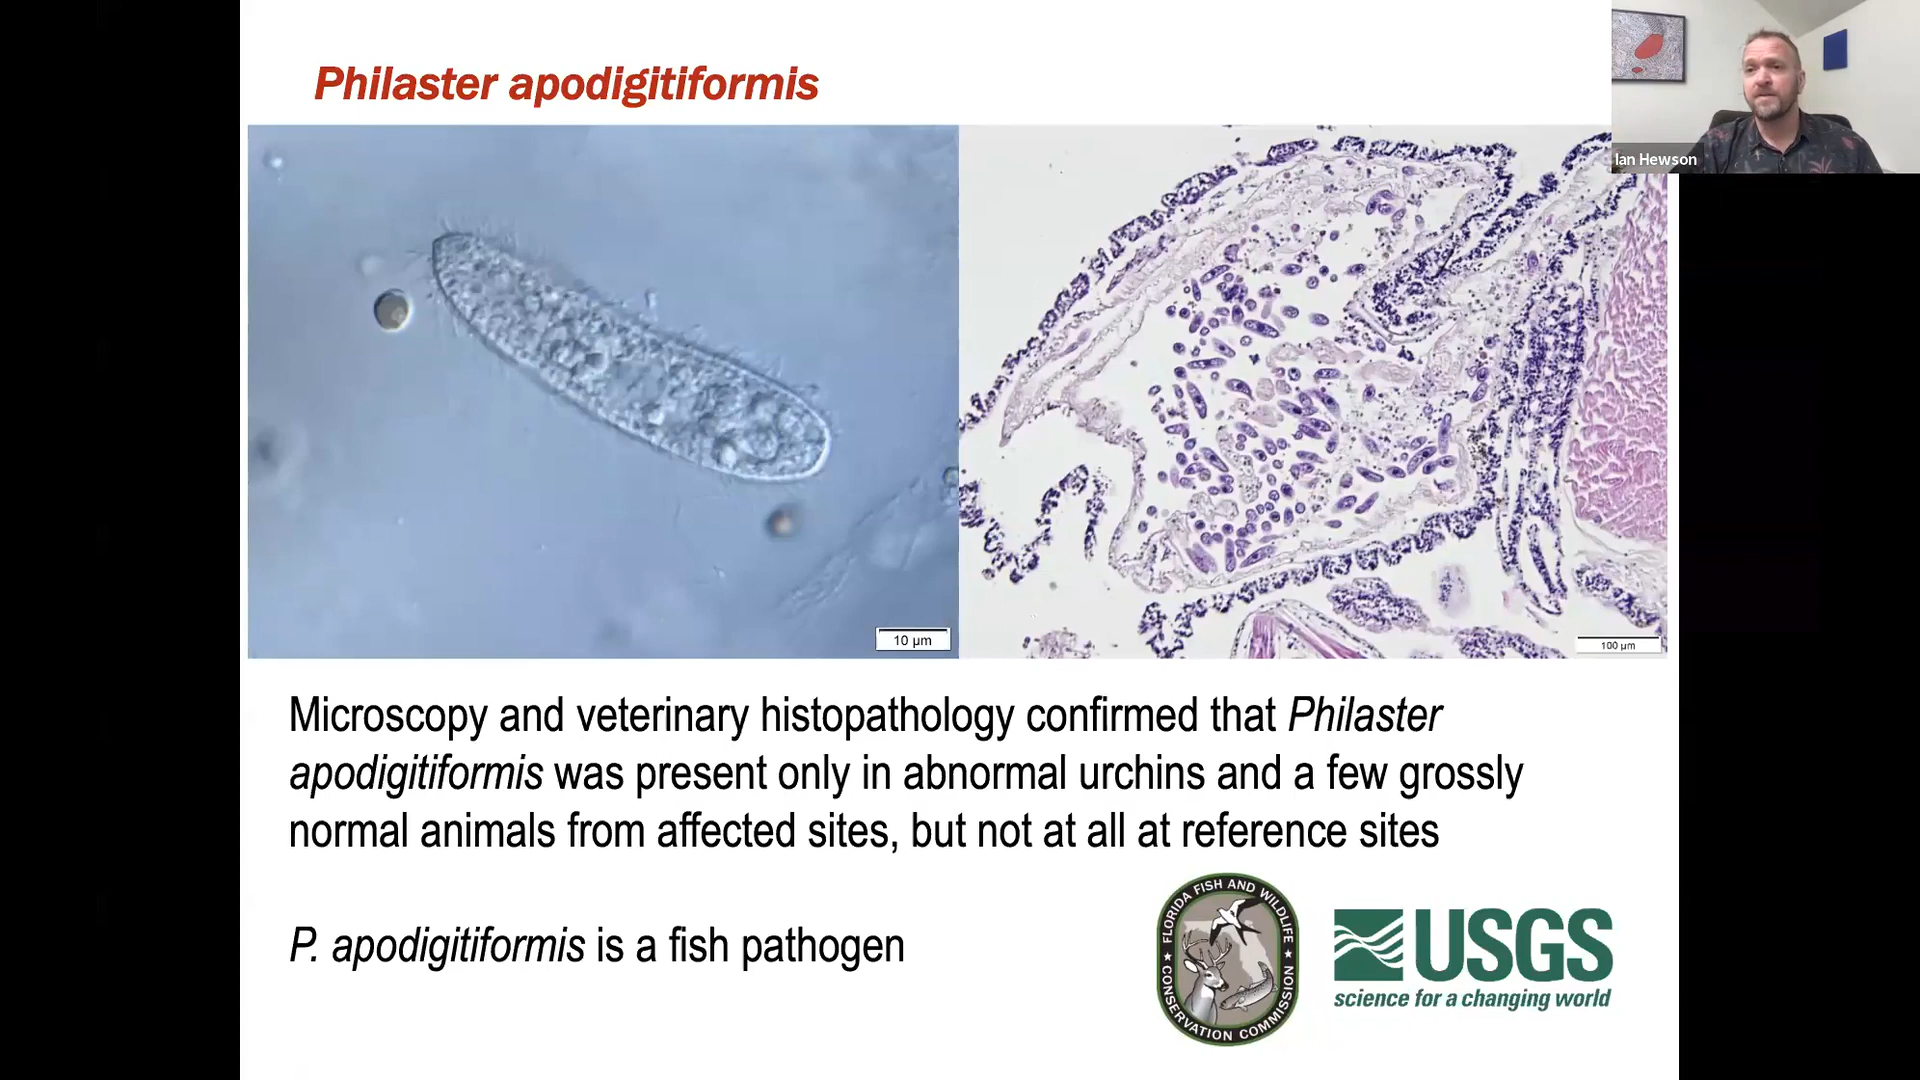 Philaster apodigitiformis
Ian Hewson
10 µm
100 µm
Microscopy and veterinary histopathology confirmed that Philaster
apodigitiformis was present only in abnormal urchins and a few grossly
normal animals from affected sites, but not at all at reference sites
P. apodigitiformis is a fish pathogen
FLORIDA FISH AND WILDLIFE
CONSERVATION COMMISSION
USGS
science for a changing world